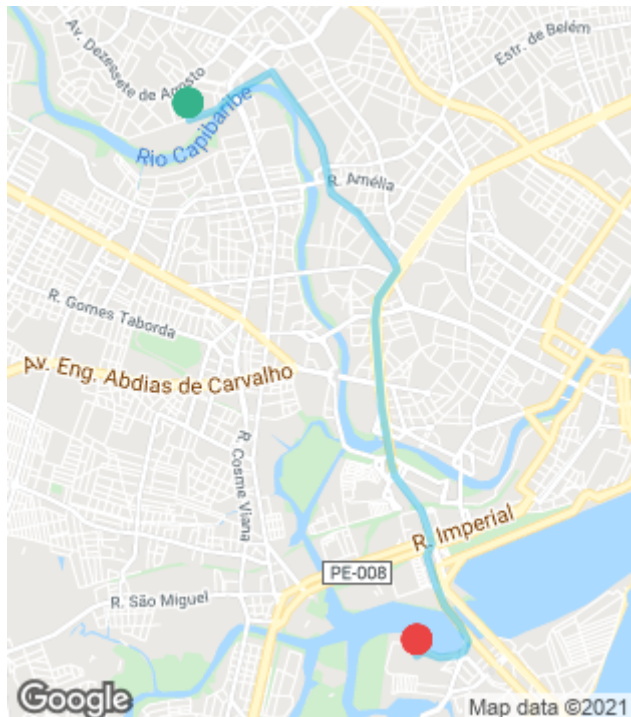 Av. Dezessete de Agosto
Estr. de Belém
Rio Capibaribe
R. Amélia
R. Gomes Taborda
Av. Eng. Abdias de Carvalho
R. Cosme Viana
R. Imperial
PE-008
R. São Miguel
Google
Map data ©2021